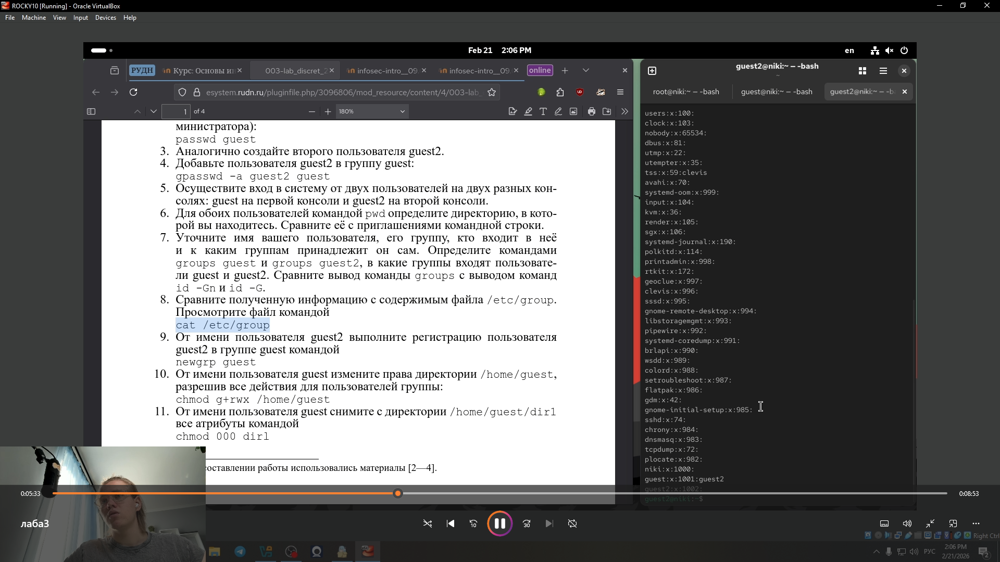 ROCKY10 [Running] - Oracle VirtualBox
File Machine View Input Devices Help
Feb 21 2:06 PM
en
РУДН
Курс: Основы ин
003-lab_discret_2
infosec-intro__09.
infosec-intro__09.
online
esystem.rudn.ru/pluginfile.php/3096806/mod_resource/content/4/003-lab_
1 of 4
180%
министратора):
passwd guest
3. Аналогично создайте второго пользователя guest2.
4. Добавьте пользователя guest2 в группу guest:
gpasswd -a guest2 guest
5. Осуществите вход в систему от двух пользователей на двух разных кон-
солях: guest на первой консоли и guest2 на второй консоли.
6. Для обоих пользователей командой pwd определите директорию, в кото-
рой вы находитесь. Сравните её с приглашениями командной строки.
7. Уточните имя вашего пользователя, его группу, кто входит в неё
и к каким группам принадлежит он сам. Определите командами
groups guest и groups guest2, в какие группы входят пользовате-
ли guest и guest2. Сравните вывод команды groups с выводом команд
id -Gn и id -G.
8. Сравните полученную информацию с содержимым файла /etc/group.
Просмотрите файл командой
cat /etc/group
9. От имени пользователя guest2 выполните регистрацию пользователя
guest2 в группе guest командой
newgrp guest
10. От имени пользователя guest измените права директории /home/guest,
разрешив все действия для пользователей группы:
chmod g+rwx /home/guest
11. От имени пользователя guest снимите с директории /home/guest/dir1
все атрибуты командой
chmod 000 dirl
составлении работы использовались материалы [2—4].
guest2@niki:~ — -bash
~
root@niki:~ — -bash
guest@niki:~ — -bash
guest2@niki:~ — -b
users:x:100:
clock:x:103:
nobody:x:65534:
dbus:x:81:
utmp:x:22:
utempter:x:35:
tss:x:59:clevis
avahi:x:70:
systemd-oom:x:999:
input:x:104:
kvm:x:36:
render:x:105:
sgx:x:106:
systemd-journal:x:190:
polkitd:x:114:
printadmin:x:998:
rtkit:x:172:
geoclue:x:997:
clevis:x:996:
sssd:x:995:
gnome-remote-desktop:x:994:
libstoragemgmt:x:993:
pipewire:x:992:
systemd-coredump:x:991:
brlapi:x:990:
wsdd:x:989:
colord:x:988:
setroubleshoot:x:987:
flatpak:x:986:
gdm:x:42:
gnome-initial-setup:x:985:
sshd:x:74:
chrony:x:984:
dnsmasq:x:983:
tcpdump:x:72:
plocate:x:982:
niki:x:1000:
guest:x:1001:guest2
guest2:x:1002:
guest2@niki:~$
0:05:33
0:08:53
лаба3
10
30
Right Ctrl
РУС
2:06 PM
2/21/2026
2